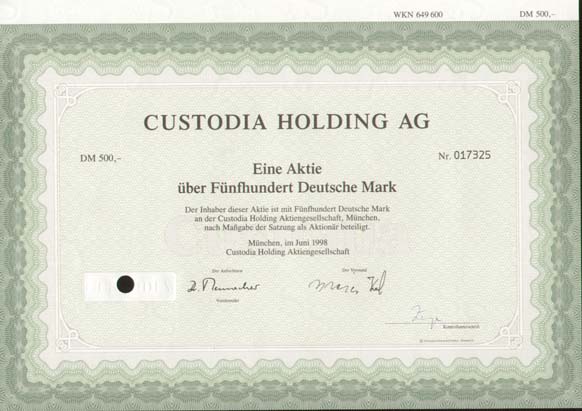 WKN 649 600 DM 500,–
CUSTODIA HOLDING AG
DM 500,– Nr. 017325
Eine Aktie
über Fünfhundert Deutsche Mark
Der Inhaber dieser Aktie ist mit Fünfhundert Deutsche Mark
an der Custodia Holding Aktiengesellschaft, München,
nach Maßgabe der Satzung als Aktionär beteiligt.
München, im Juni 1998
Custodia Holding Aktiengesellschaft
Der Aufsichtsrat Der Vorstand
Vorsitzender
Kontrollunterschrift